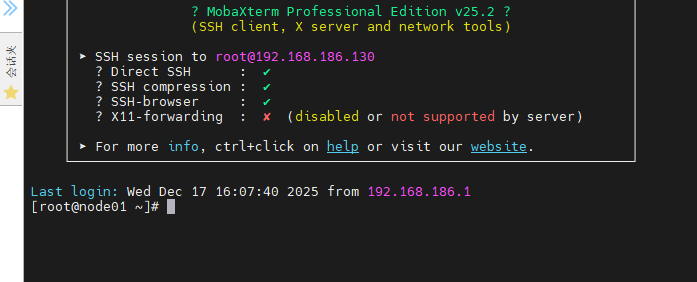 ? MobaXterm Professional Edition v25.2 ?
(SSH client, X server and network tools)
➤ SSH session to root@192.168.186.130
? Direct SSH : ✔
? SSH compression : ✔
? SSH-browser : ✔
? X11-forwarding : ✘ (disabled or not supported by server)
➤ For more info, ctrl+click on help or visit our website.
Last login: Wed Dec 17 16:07:40 2025 from 192.168.186.1
[root@node01 ~]#
会话夹